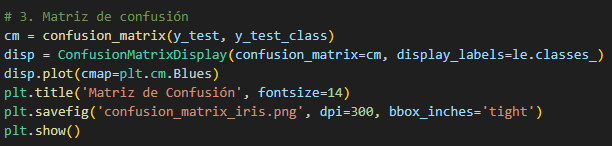 # 3. Matriz de confusión
cm = confusion_matrix(y_test, y_test_class)
disp = ConfusionMatrixDisplay(confusion_matrix=cm, display_labels=le.classes_)
disp.plot(cmap=plt.cm.Blues)
plt.title('Matriz de Confusión', fontsize=14)
plt.savefig('confusion_matrix_iris.png', dpi=300, bbox_inches='tight')
plt.show()